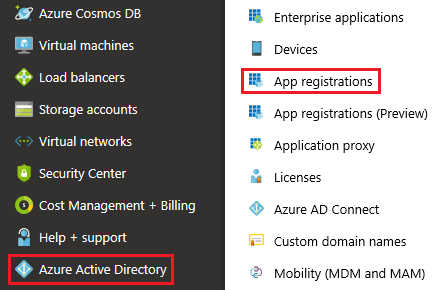 Azure Cosmos DB
Virtual machines
Load balancers
Storage accounts
Virtual networks
Security Center
Cost Management + Billing
Help + support
Azure Active Directory
Enterprise applications
Devices
App registrations
App registrations (Preview)
Application proxy
Licenses
Azure AD Connect
Custom domain names
Mobility (MDM and MAM)